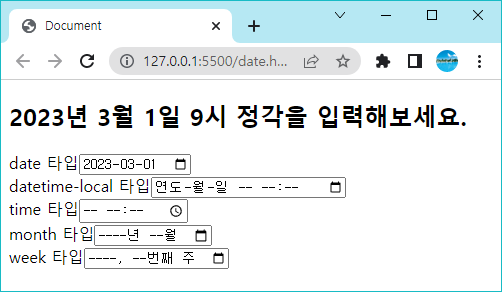 Document
127.0.0.1:5500/date.h...
2023년 3월 1일 9시 정각을 입력해보세요.
date 타입 2023-03-01
datetime-local 타입 연도-월-일 -- --:--
time 타입 -- --:--
month 타입 ----년 --월
week 타입 ----, --번째 주